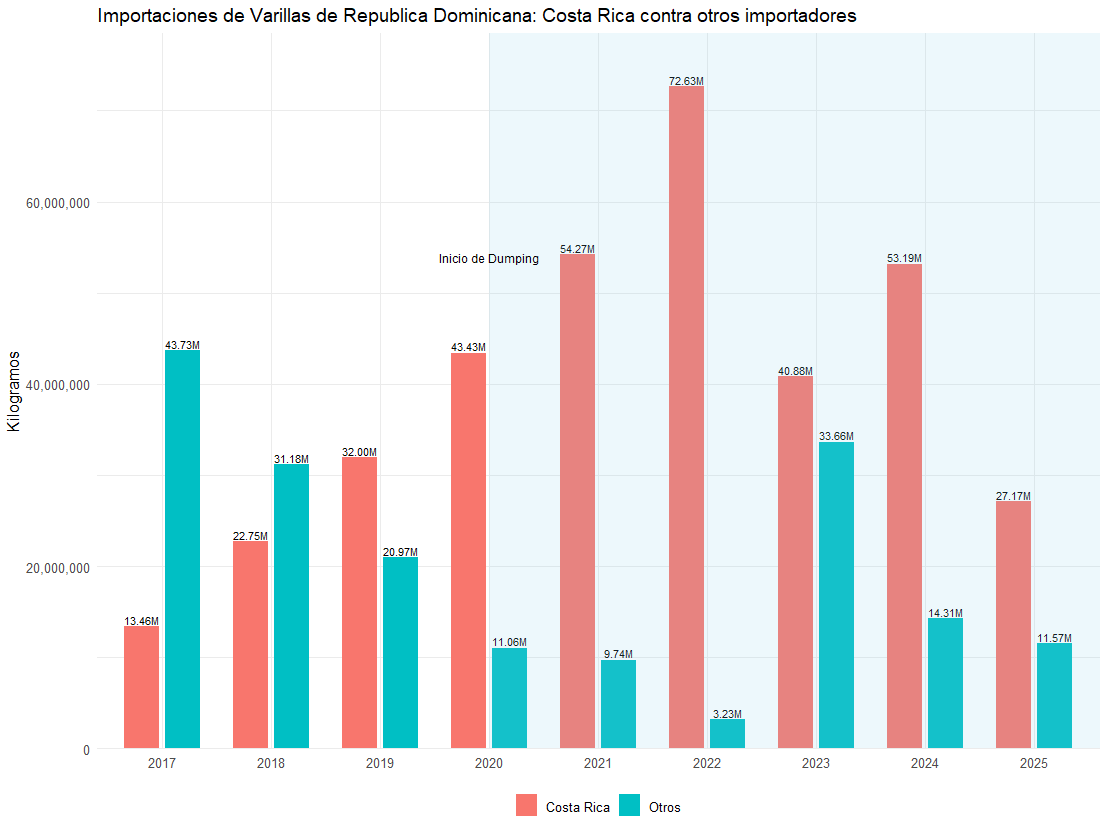 Importaciones de Varillas de Republica Dominicana: Costa Rica contra otros importadores
Kilogramos
60,000,000
40,000,000
20,000,000
0
Inicio de Dumping
13.46M
43.73M
22.75M
31.18M
32.00M
20.97M
43.43M
11.06M
54.27M
9.74M
72.63M
3.23M
40.88M
33.66M
53.19M
14.31M
27.17M
11.57M
2017
2018
2019
2020
2021
2022
2023
2024
2025
Costa Rica
Otros